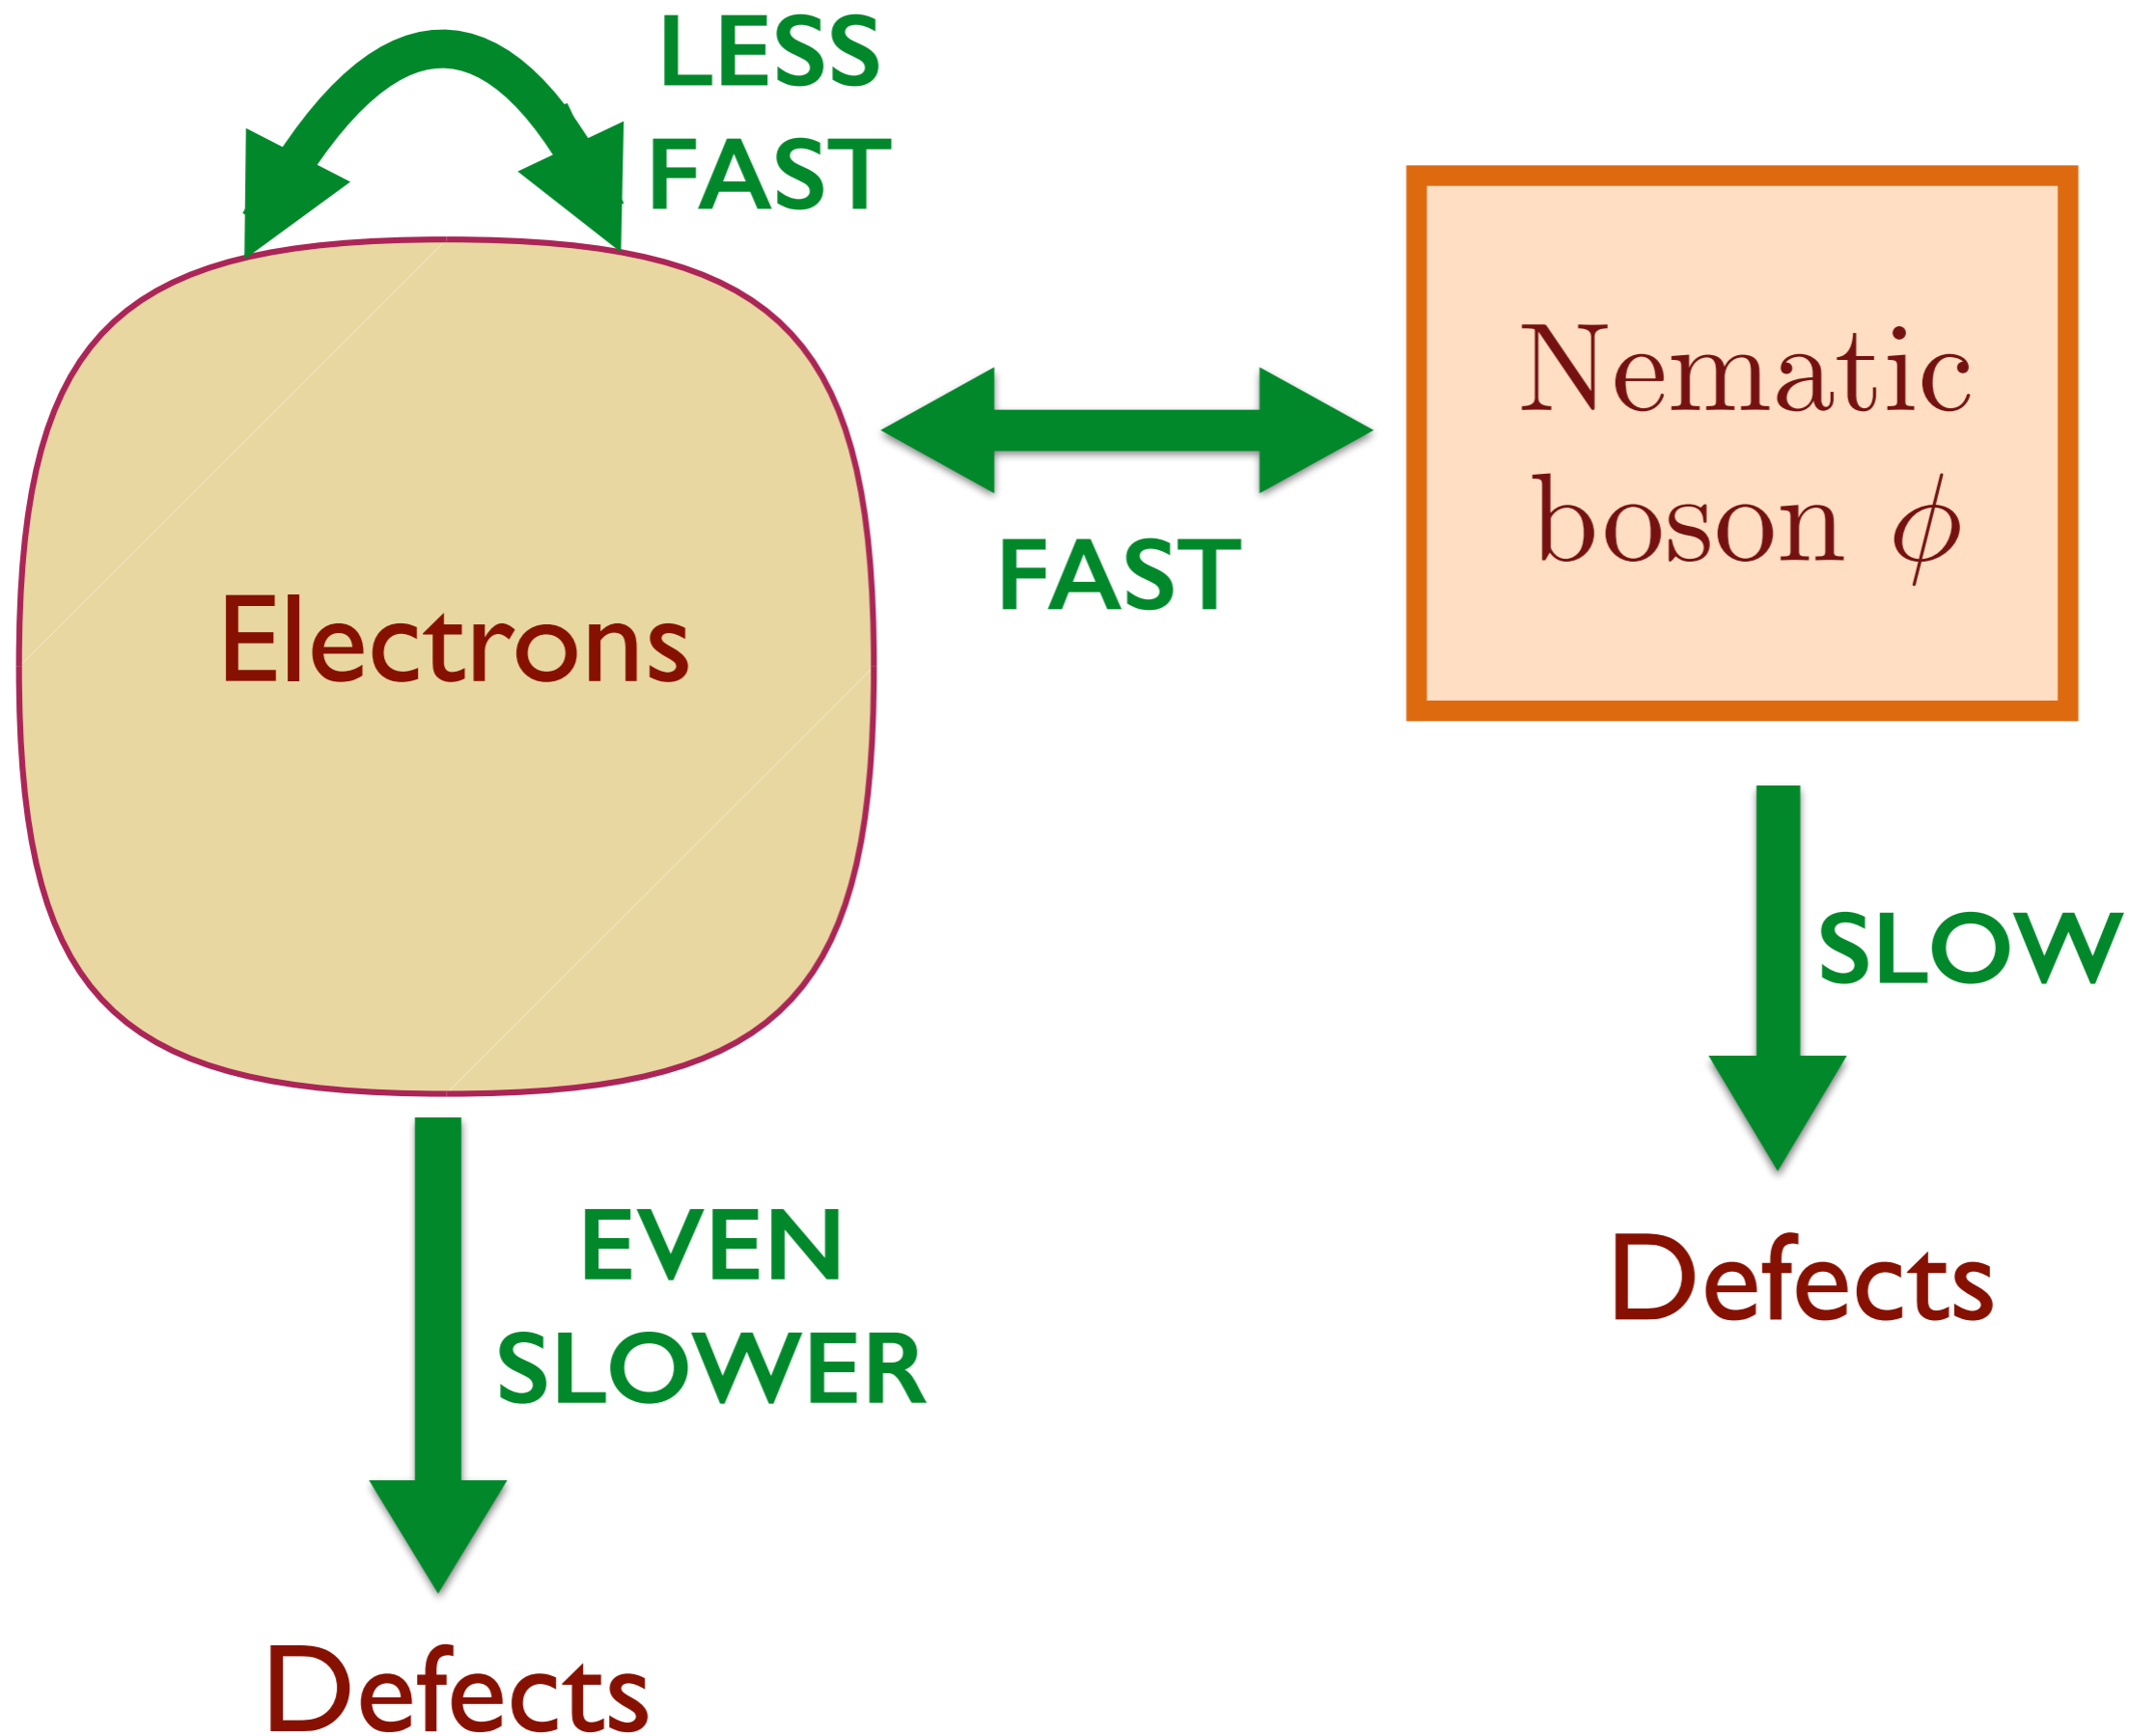 LESS
FAST
Nematic
boson ϕ
FAST
Electrons
SLOW
EVEN
SLOWER
Defects
Defects